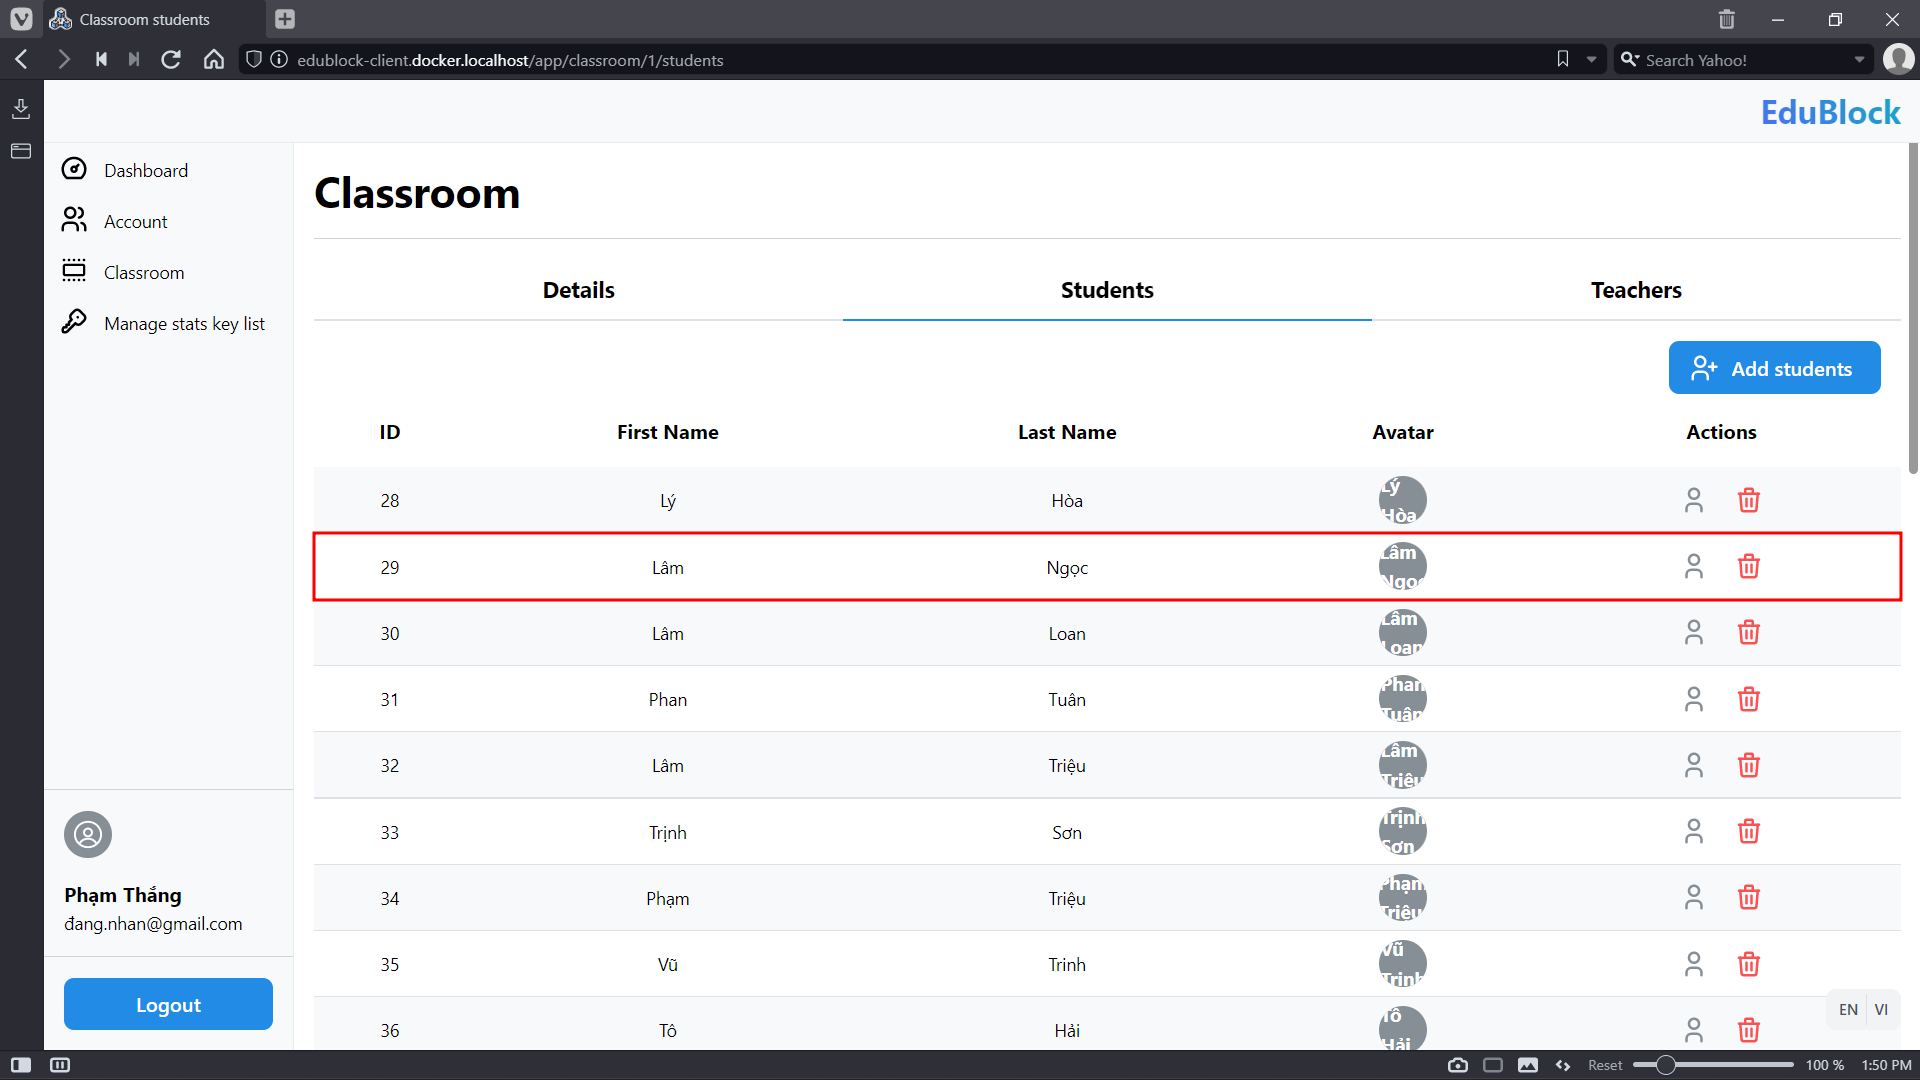 Classroom students
edublock-client.docker.localhost/app/classroom/1/students
Search Yahoo!
EduBlock
Dashboard
Account
Classroom
Manage stats key list
Phạm Thắng
đang.nhan@gmail.com
Logout
Classroom
Details Students Teachers
Add students
ID First Name Last Name Avatar Actions
28 Lý Hòa Lý Hòa
29 Lâm Ngọc Lâm Ngọc
30 Lâm Loan Lâm Loan
31 Phan Tuân Phan Tuân
32 Lâm Triệu Lâm Triệu
33 Trịnh Sơn Trịnh Sơn
34 Phạm Triệu Phạm Triệu
35 Vũ Trinh Vũ Trinh
36 Tô Hải Tô Hải
EN VI
Reset 100 % 1:50 PM